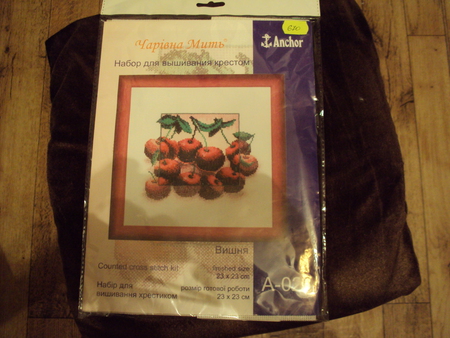 Чарівна Мить
Anchor
Набор для вышивания крестом
Вишня
Counted cross stitch kit
finished size
23 x 23 cm
Набір для
вишивання хрестиком
розмір готової роботи
23 х 23 см